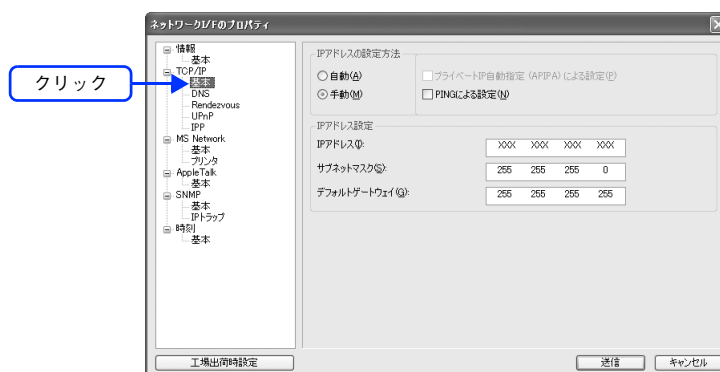 ネットワークI/Fのプロパティ
クリック
情報
基本
TCP/IP
基本
DNS
Rendezvous
UPnP
IPP
MS Network
基本
プリンタ
AppleTalk
基本
SNMP
基本
IPトラップ
時刻
基本
IPアドレスの設定方法
自動(A)
プライベートIP自動指定 (APIPA) による設定(P)
手動(M)
PINGによる設定(N)
IPアドレス設定
IPアドレス(I): XXX XXX XXX XXX
サブネットマスク(S): 255 255 255 0
デフォルトゲートウェイ(G): 255 255 255 255
工場出荷時設定 送信 キャンセル